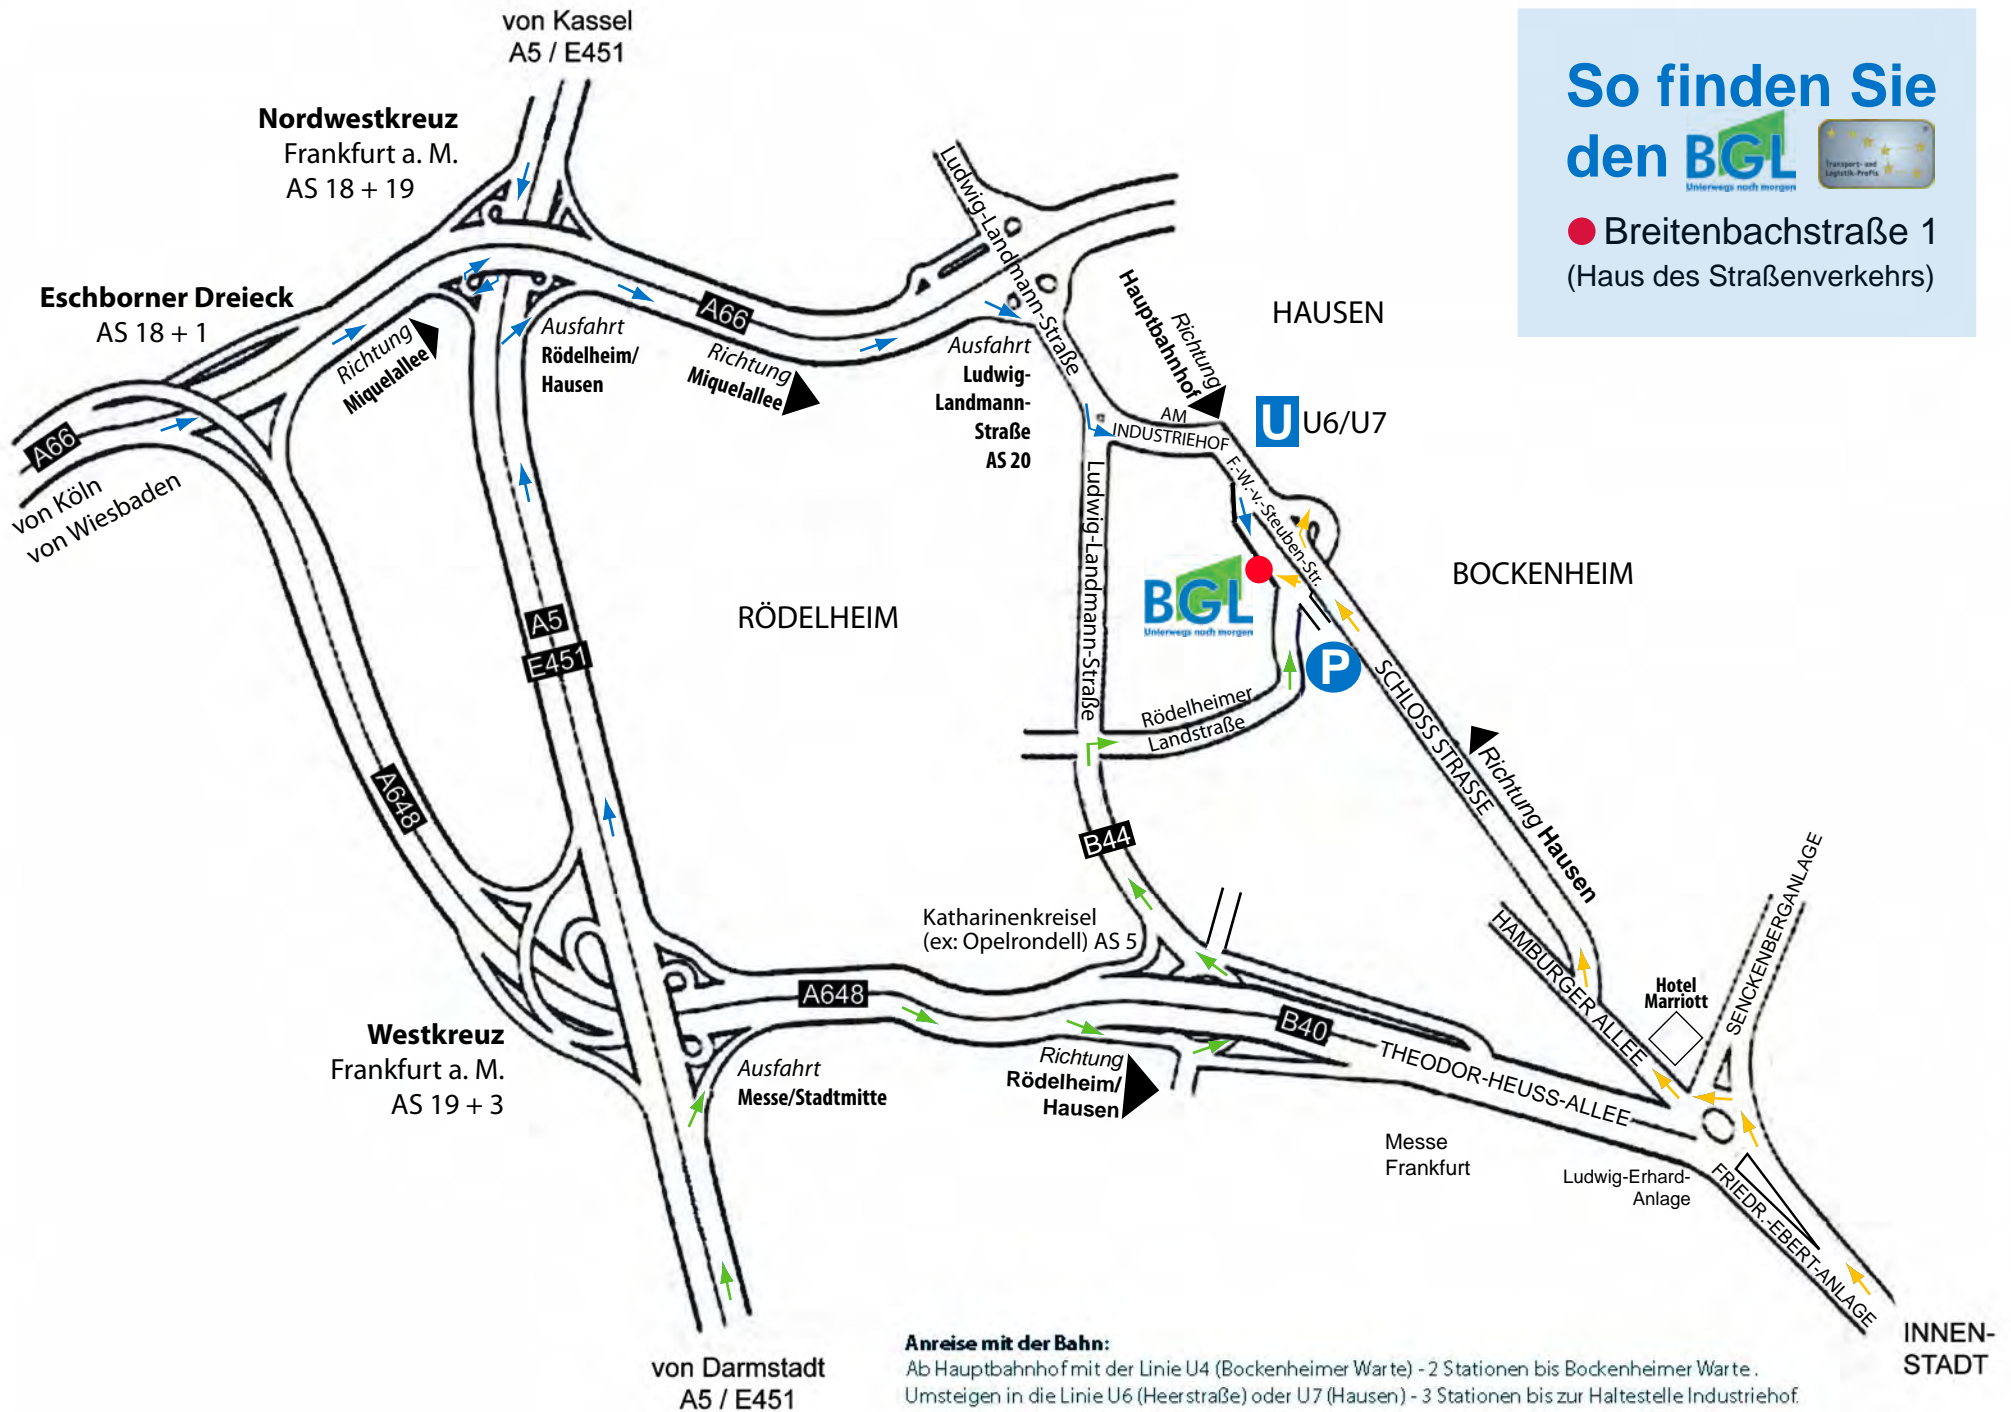 von Kassel
A5 / E451
So finden Sie
den BGL
Unterwegs nach morgen
Transport- und
Logistik-Profis
Breitenbachstraße 1
(Haus des Straßenverkehrs)
Nordwestkreuz
Frankfurt a. M.
AS 18 + 19
Eschborner Dreieck
AS 18 + 1
A66
von Köln
von Wiesbaden
Richtung
Miquelallee
Ausfahrt
Rödelheim/
Hausen
A66
Richtung
Miquelallee
Ludwig-Landmann-Straße
Ausfahrt
Ludwig-
Landmann-
Straße
AS 20
Richtung
Hauptbahnhof
HAUSEN
U U6/U7
AM
INDUSTRIEHOF
F.-W.-v.-Steuben-Str.
Ludwig-Landmann-Straße
BGL
Unterwegs nach morgen
BOCKENHEIM
RÖDELHEIM
A5
E451
P
Rödelheimer
Landstraße
SCHLOSS STRASSE
Richtung Hausen
A648
B44
Katharinenkreisel
(ex: Opelrondell) AS 5
HAMBURGER ALLEE
Hotel
Marriott
SENCKENBERGANLAGE
A648
B40
THEODOR-HEUSS-ALLEE
Westkreuz
Frankfurt a. M.
AS 19 + 3
Ausfahrt
Messe/Stadtmitte
Richtung
Rödelheim/
Hausen
Messe
Frankfurt
Ludwig-Erhard-
Anlage
FRIEDR.-EBERT-ANLAGE
INNEN-
STADT
von Darmstadt
A5 / E451
Anreise mit der Bahn:
Ab Hauptbahnhof mit der Linie U4 (Bockenheimer Warte) - 2 Stationen bis Bockenheimer Warte .
Umsteigen in die Linie U6 (Heerstraße) oder U7 (Hausen) - 3 Stationen bis zur Haltestelle Industriehof.